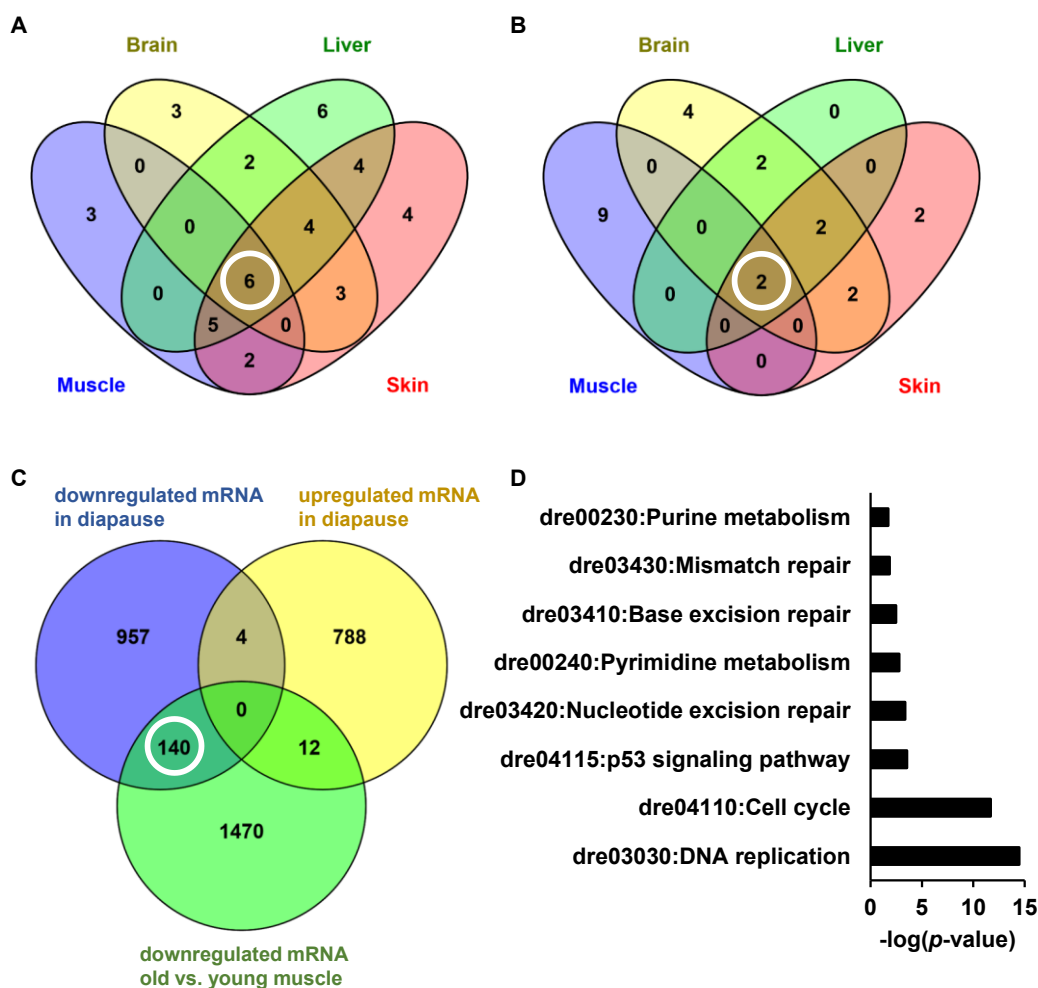 A
Brain
Liver
3
6
0
2
4
3
0
4
4
6
0
3
5
0
2
Muscle
Skin
B
Brain
Liver
4
0
0
2
0
9
0
2
2
2
0
2
0
0
0
Muscle
Skin
C
downregulated mRNA
in diapause
upregulated mRNA
in diapause
957
4
788
0
140
12
1470
downregulated mRNA
old vs. young muscle
D
dre00230:Purine metabolism
dre03430:Mismatch repair
dre03410:Base excision repair
dre00240:Pyrimidine metabolism
dre03420:Nucleotide excision repair
dre04115:p53 signaling pathway
dre04110:Cell cycle
dre03030:DNA replication
0 5 10 15
-log(p-value)